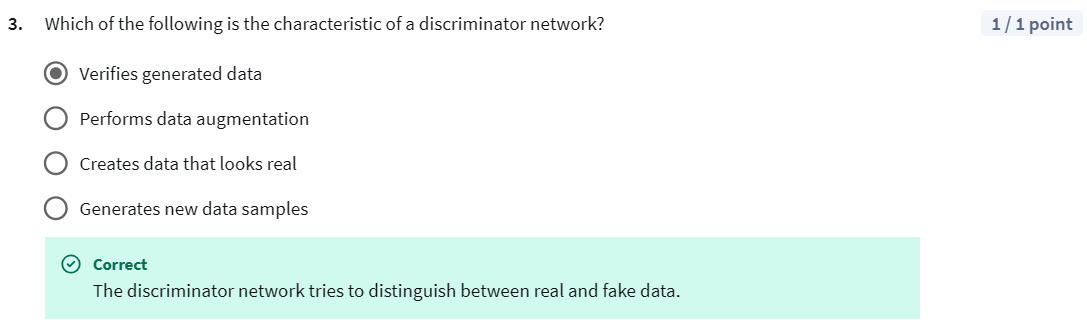 3. Which of the following is the characteristic of a discriminator network? 1 / 1 point
Verifies generated data
Performs data augmentation
Creates data that looks real
Generates new data samples
Correct
The discriminator network tries to distinguish between real and fake data.